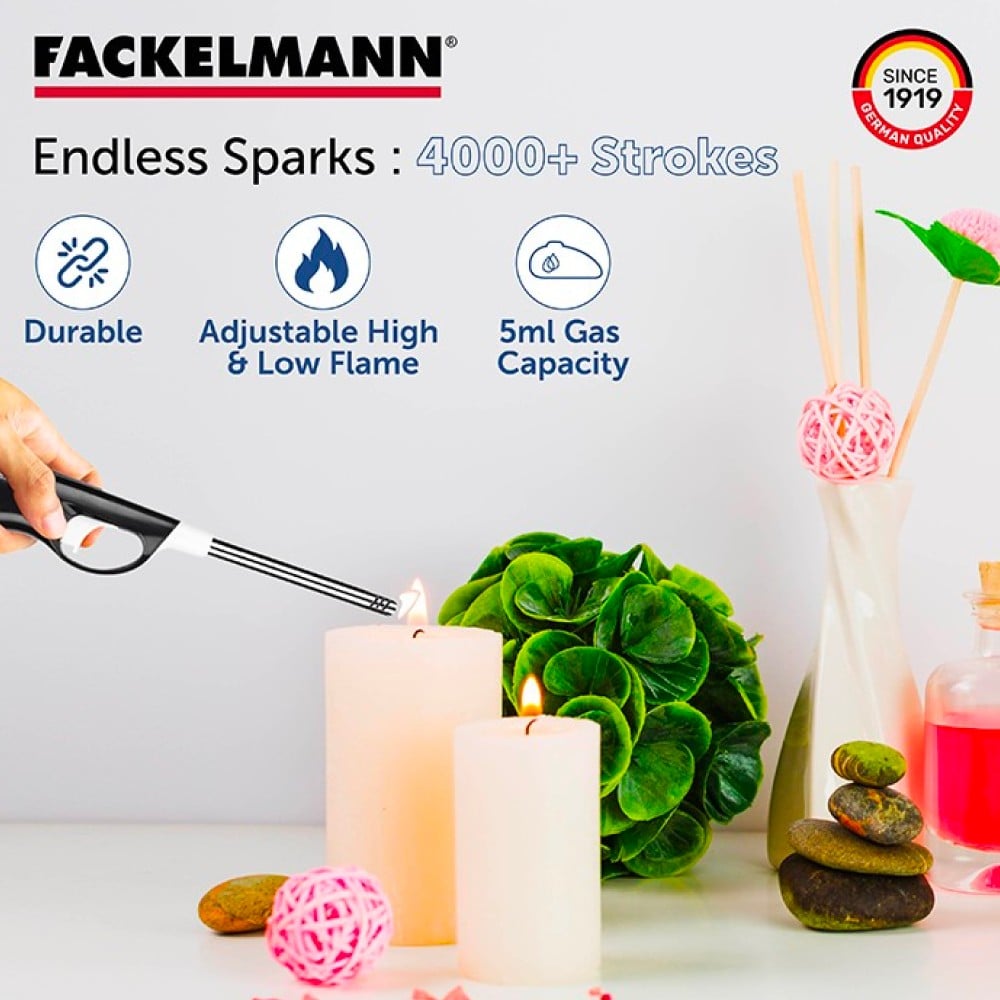 FACKELMANN®
SINCE
1919
GERMAN QUALITY
Endless Sparks : 4000+ Strokes
Durable
Adjustable High
& Low Flame
5ml Gas
Capacity